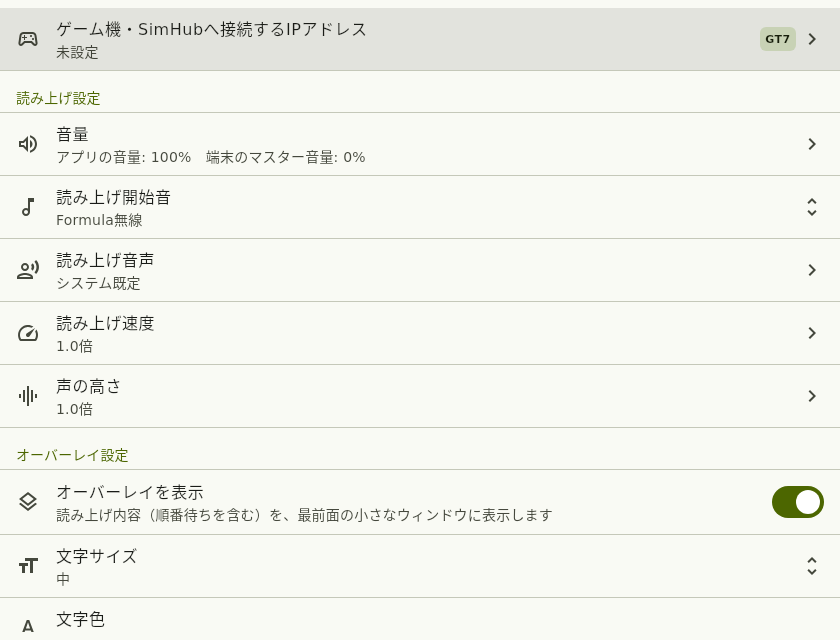 ゲーム機・SimHubへ接続するIPアドレス
未設定
GT7
読み上げ設定
音量
アプリの音量: 100%　端末のマスター音量: 0%
読み上げ開始音
Formula無線
読み上げ音声
システム既定
読み上げ速度
1.0倍
声の高さ
1.0倍
オーバーレイ設定
オーバーレイを表示
読み上げ内容（順番待ちを含む）を、最前面の小さなウィンドウに表示します
文字サイズ
中
文字色